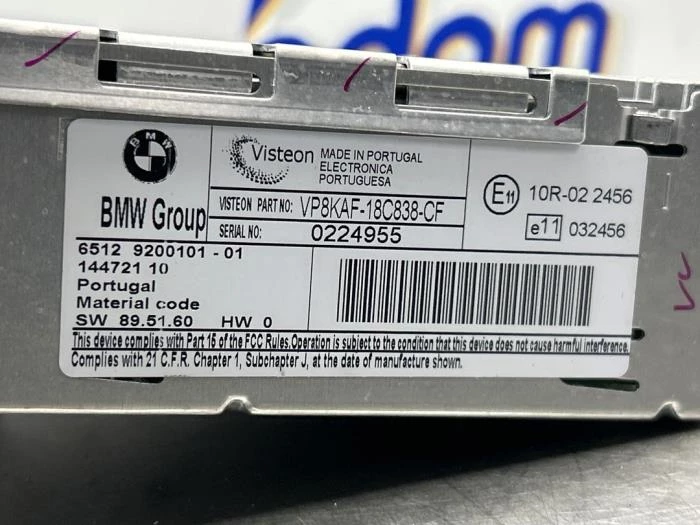 BMW
BMW Group
Visteon
MADE IN PORTUGAL
ELECTRONICA
PORTUGUESA
VISTEON PART NO: VP8KAF-18C838-CF
SERIAL NO: 0224955
E11 10R-02 2456
e11 032456
6512 9200101 - 01
144721 10
Portugal
Material code
SW 89.51.60 HW 0
This device complies with Part 15 of the FCC Rules.Operation is subject to the condition that this device does not cause harmful interference.
Complies with 21 C.F.R. Chapter 1, Subchapter J, at the date of manufacture shown.